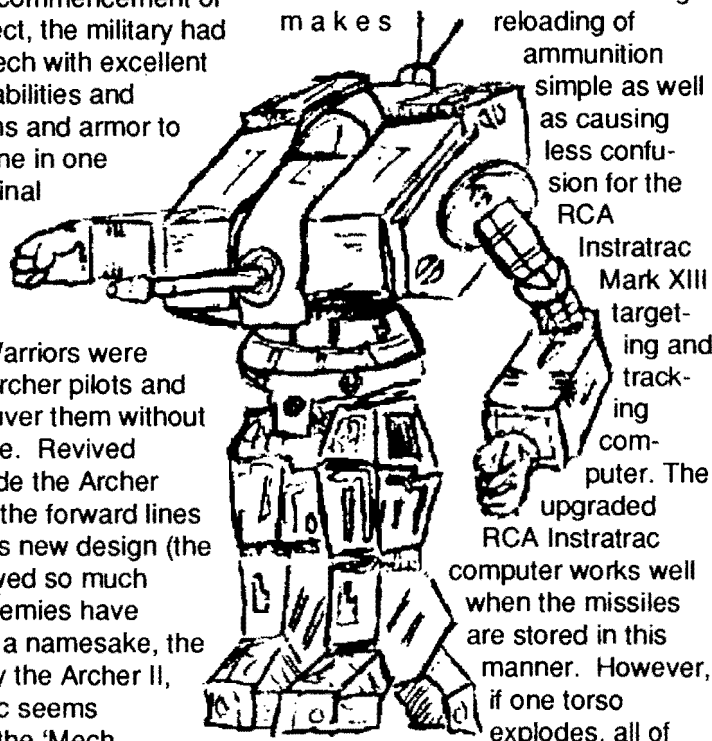 commencement of
ect, the military had
ech with excellent
abilities and
ns and armor to
ne in one
inal
Warriors were
rcher pilots and
uver them without
e. Revived
de the Archer
the forward lines
s new design (the
ved so much
emies have
a namesake, the
y the Archer II,
c seems
the 'Mech
makes reloading of
ammunition
simple as well
as causing
less confu-
sion for the
RCA
Instratrac
Mark XIII
target-
ing and
track-
ing
com-
puter. The
upgraded
RCA Instratrac
computer works well
when the missiles
are stored in this
manner. However,
if one torso
explodes, all of